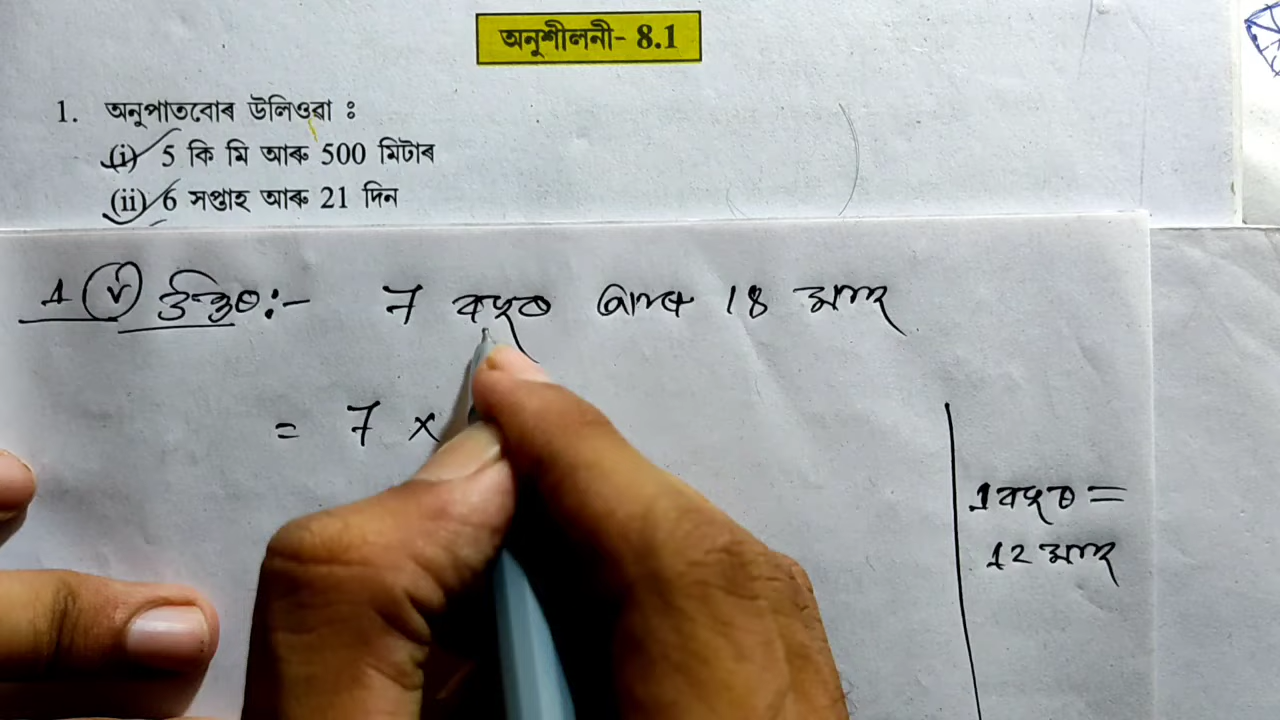 অনুশীলনী- 8.1
1. অনুপাতবোৰ উলিওৱা ঃ
(i) 5 কি মি আৰু 500 মিটাৰ
(ii) 6 সপ্তাহ আৰু 21 দিন
1 (v) উত্তৰ:- 7 বছৰ আৰু 18 মাহ
= 7 ×
1 বছৰ =
12 মাহ